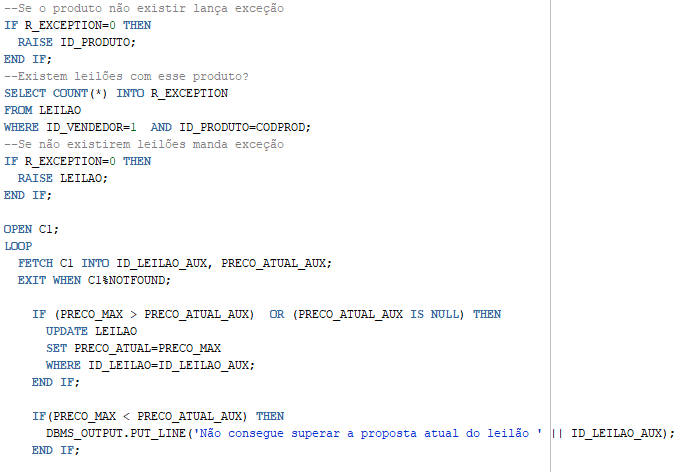 --Se o produto não existir lança exceção
IF R_EXCEPTION=0 THEN
  RAISE ID_PRODUTO;
END IF;
--Existem leilões com esse produto?
SELECT COUNT(*) INTO R_EXCEPTION
FROM LEILAO
WHERE ID_VENDEDOR=1  AND ID_PRODUTO=CODPROD;
--Se não existirem leilões manda exceção
IF R_EXCEPTION=0 THEN
  RAISE LEILAO;
END IF;
OPEN C1;
LOOP
  FETCH C1 INTO ID_LEILAO_AUX, PRECO_ATUAL_AUX;
  EXIT WHEN C1%NOTFOUND;
    IF (PRECO_MAX > PRECO_ATUAL_AUX)  OR (PRECO_ATUAL_AUX IS NULL) THEN
      UPDATE LEILAO
      SET PRECO_ATUAL=PRECO_MAX
      WHERE ID_LEILAO=ID_LEILAO_AUX;
    END IF;
    IF(PRECO_MAX < PRECO_ATUAL_AUX) THEN
      DBMS_OUTPUT.PUT_LINE('Não consegue superar a proposta atual do leilão ' || ID_LEILAO_AUX);
    END IF;